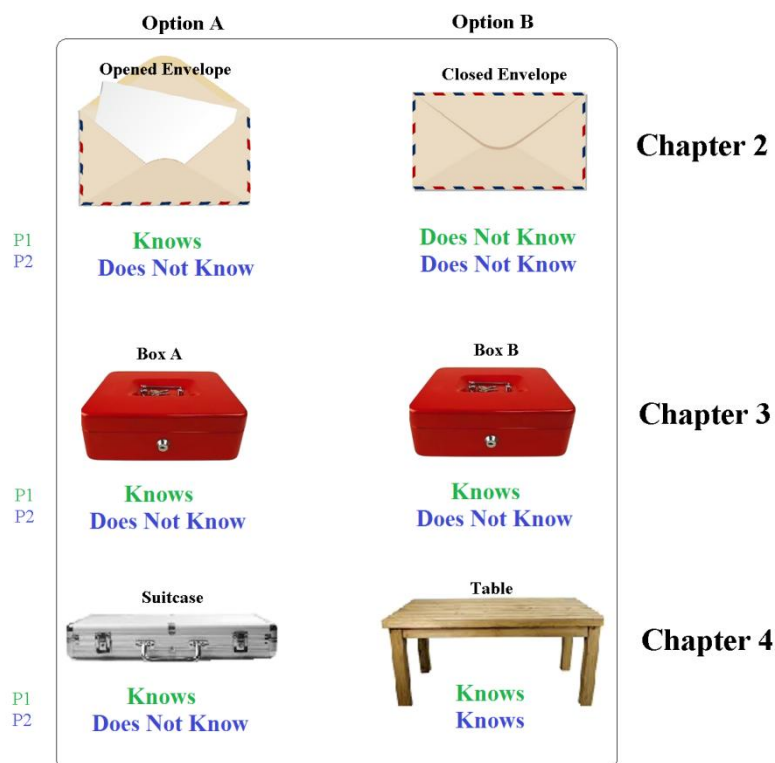 Option A
Option B
Opened Envelope
Closed Envelope
Chapter 2
P1
Knows
Does Not Know
P2
Does Not Know
Does Not Know
Box A
Box B
Chapter 3
P1
Knows
Knows
P2
Does Not Know
Does Not Know
Suitcase
Table
Chapter 4
P1
Knows
Knows
P2
Does Not Know
Knows